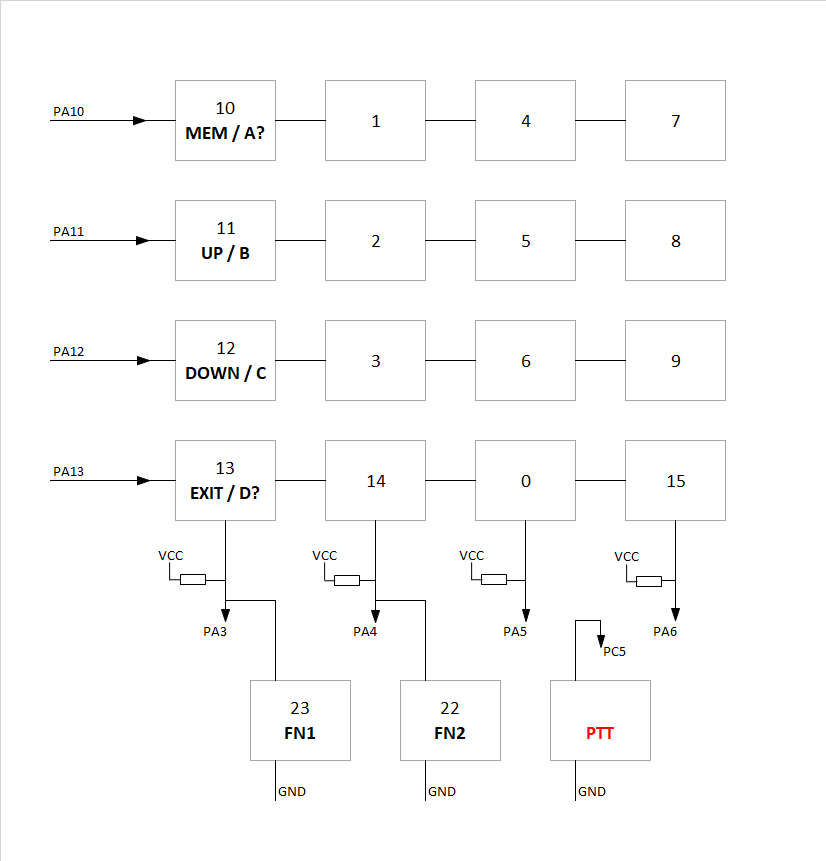 PA10
10
MEM / A?
1
4
7
PA11
11
UP / B
2
5
8
PA12
12
DOWN / C
3
6
9
PA13
13
EXIT / D?
14
0
15
VCC
VCC
VCC
VCC
PA3
PA4
PA5
PA6
PC5
23
FN1
22
FN2
PTT
GND
GND
GND